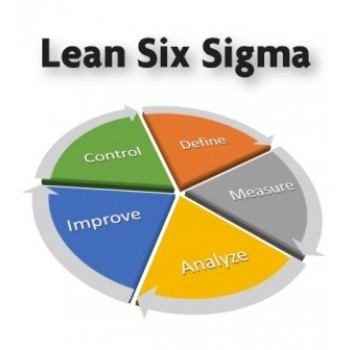 Lean Six Sigma
Define
Measure
Analyze
Improve
Control